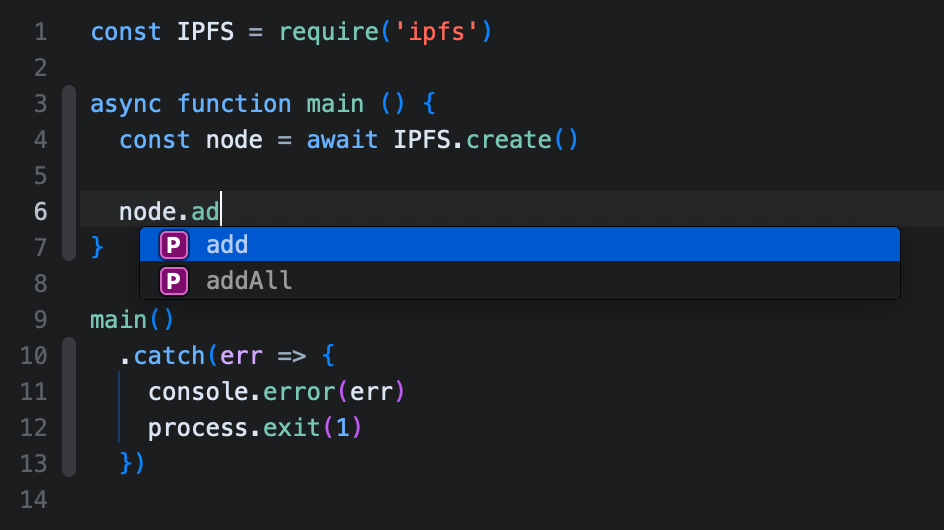 1 const IPFS = require('ipfs')
2
3 async function main () {
4 const node = await IPFS.create()
5
6 node.ad
7 }
P add
P addAll
8
9 main()
10 .catch(err => {
11 console.error(err)
12 process.exit(1)
13 })
14